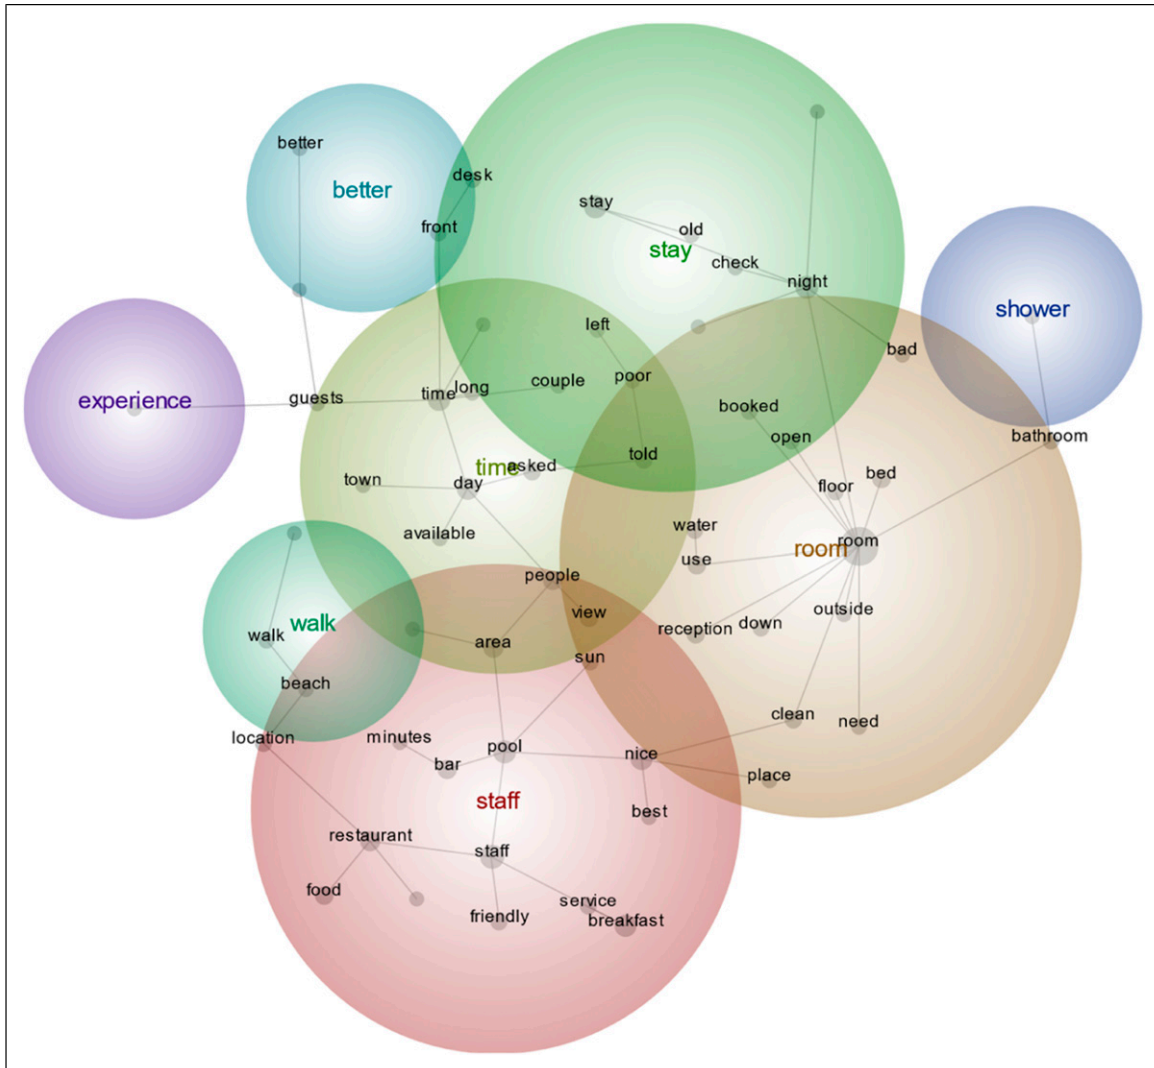 better
desk
better
stay
front
old
stay
check
night
shower
left
bad
poor
couple
long
time
guests
experience
booked
open
bathroom
told
asked
time
day
town
bed
floor
water
available
room
room
use
people
view
outside
walk
walk
reception
down
area
sun
beach
clean
need
location
minutes
pool
nice
bar
place
staff
best
restaurant
staff
food
service
friendly
breakfast